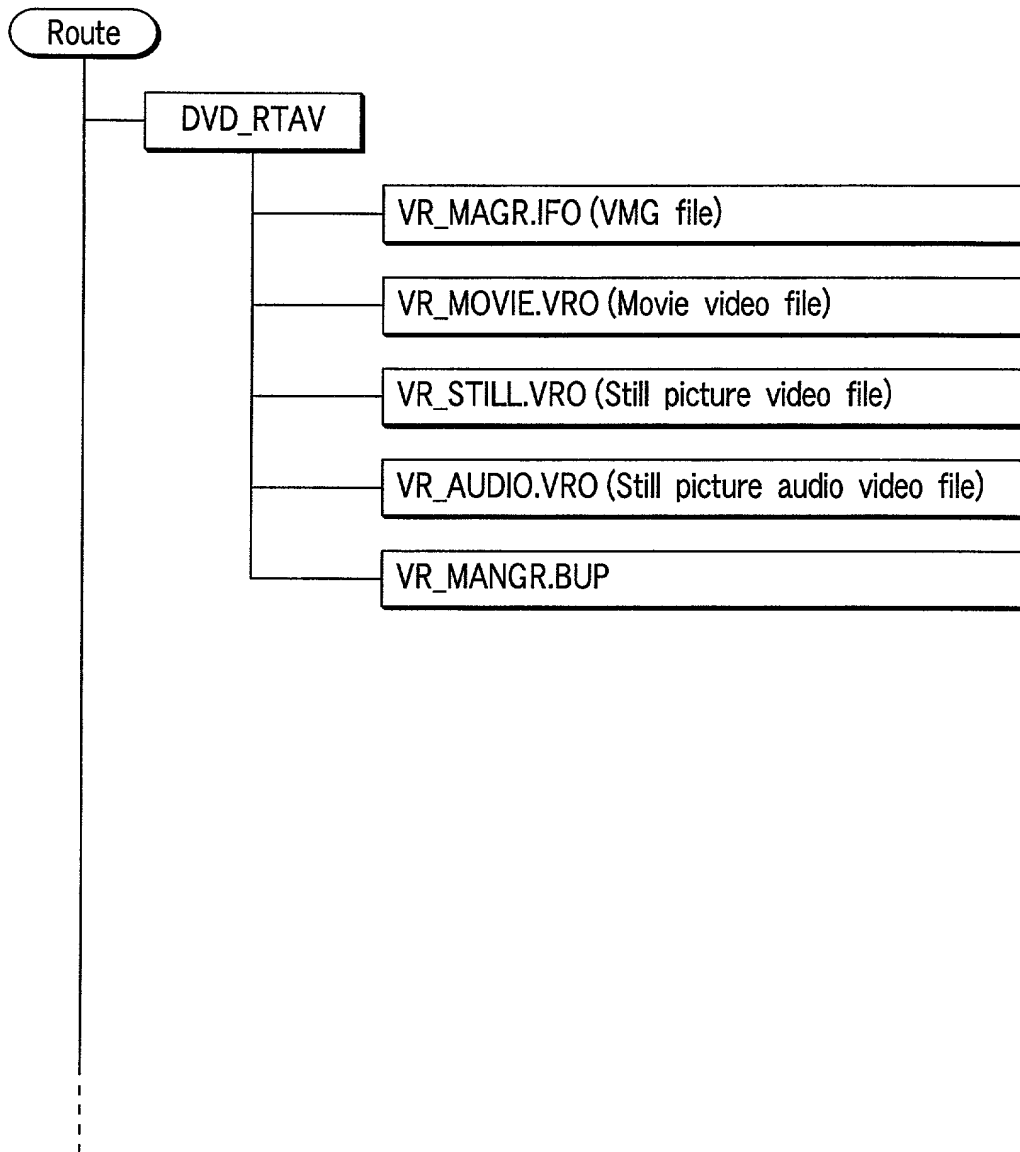 Route
DVD_RTAV
VR_MAGR.IFO (VMG file)
VR_MOVIE.VRO (Movie video file)
VR_STILL.VRO (Still picture video file)
VR_AUDIO.VRO (Still picture audio video file)
VR_MANGR.BUP